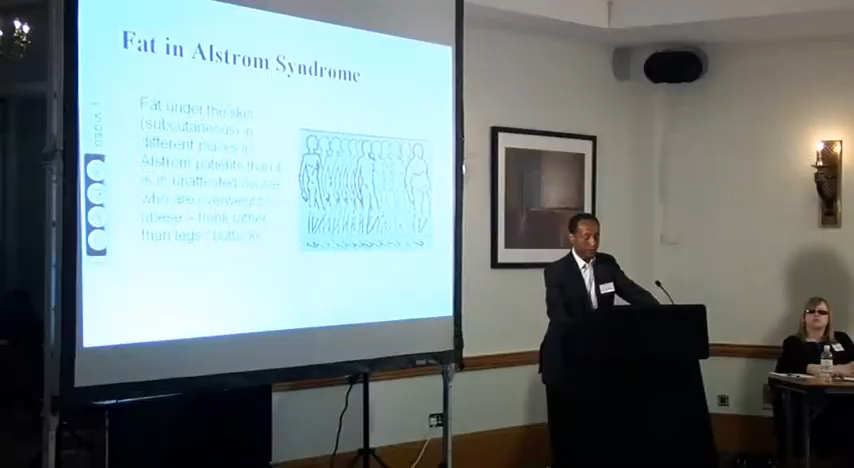 Fat in Alstrom Syndrome
Fat under the skin
(subcutaneous) in
different places in
Alstrom patients than it
is in unaffected people
who are overweight /
obese – trunk rather
than legs / buttocks